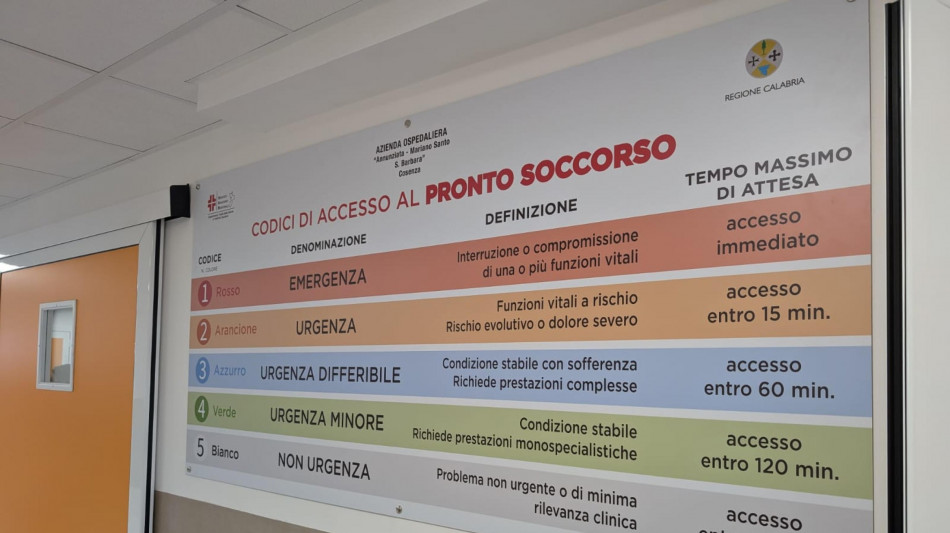 REGIONE CALABRIA
AZIENDA OSPEDALIERA
"Annunziata - Mariano Santo
S. Barbara"
Cosenza
CODICI DI ACCESSO AL PRONTO SOCCORSO
CODICE
DENOMINAZIONE
DEFINIZIONE
TEMPO MASSIMO
DI ATTESA
1 Rosso
EMERGENZA
Interruzione o compromissione
di una o più funzioni vitali
accesso
immediato
2 Arancione
URGENZA
Funzioni vitali a rischio
Rischio evolutivo o dolore severo
accesso
entro 15 min.
3 Azzurro
URGENZA DIFFERIBILE
Condizione stabile con sofferenza
Richiede prestazioni complesse
accesso
entro 60 min.
4 Verde
URGENZA MINORE
Condizione stabile
Richiede prestazioni monospecialistiche
accesso
entro 120 min.
5 Bianco
NON URGENZA
Problema non urgente o di minima
rilevanza clinica
accesso